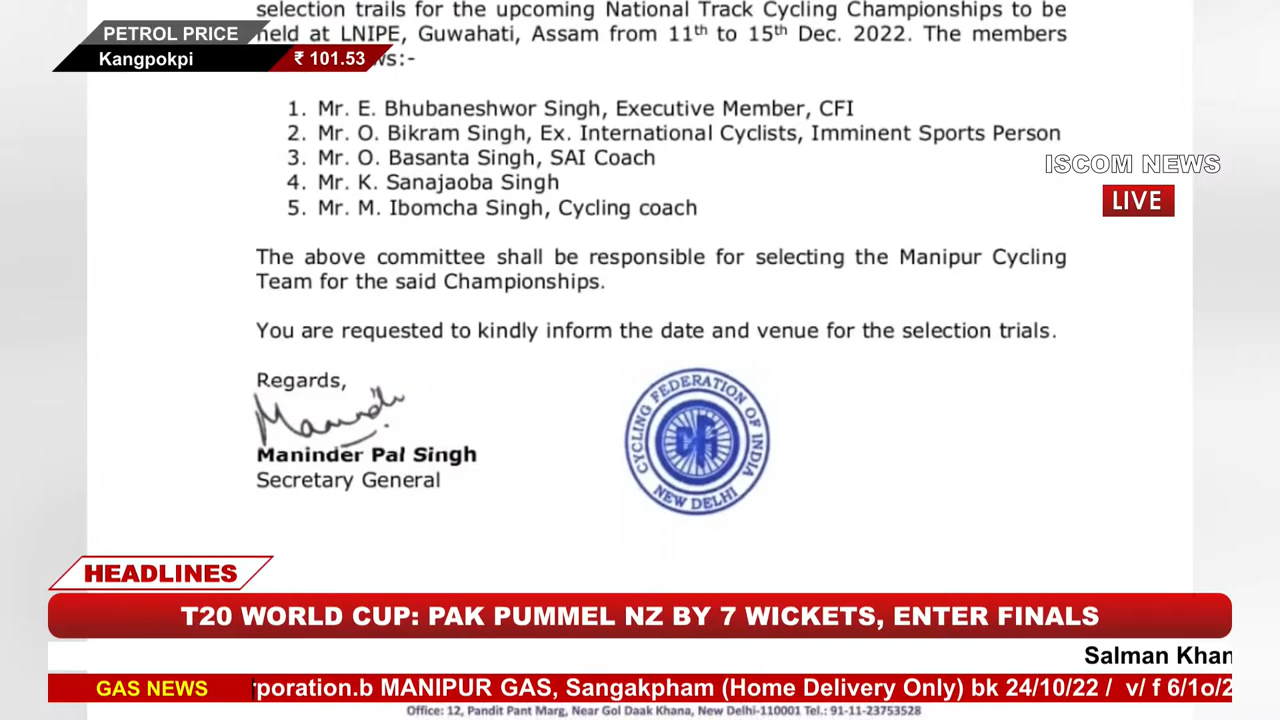 selection trails for the upcoming National Track Cycling Championships to be
PETROL PRICE
held at LNIPE, Guwahati, Assam from 11th to 15th Dec. 2022. The members
Kangpokpi
₹ 101.53
1. Mr. E. Bhubaneshwor Singh, Executive Member, CFI
2. Mr. O. Bikram Singh, Ex. International Cyclists, Imminent Sports Person
3. Mr. O. Basanta Singh, SAI Coach
ISCOM NEWS
4. Mr. K. Sanajaoba Singh
LIVE
5. Mr. M. Ibomcha Singh, Cycling coach
The above committee shall be responsible for selecting the Manipur Cycling
Team for the said Championships.
You are requested to kindly inform the date and venue for the selection trials.
Regards,
Maninder Pal Singh
Secretary General
CYCLING FEDERATION OF INDIA
CFI
NEW DELHI
HEADLINES
T20 WORLD CUP: PAK PUMMEL NZ BY 7 WICKETS, ENTER FINALS
Salman Khan
GAS NEWS
rporation.b MANIPUR GAS, Sangakpham (Home Delivery Only) bk 24/10/22 / v/ f 6/1o/2
Office: 12, Pandit Pant Marg, Near Gol Daak Khana, New Delhi-110001 Tel.: 91-11-23753528